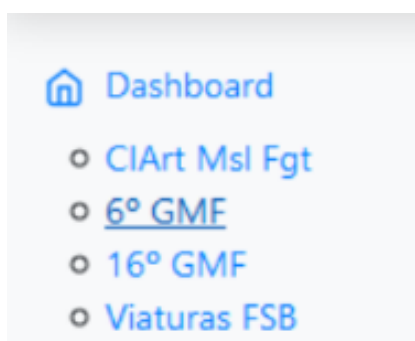 Dashboard
CIArt Msl Fgt
6º GMF
16º GMF
Viaturas FSB